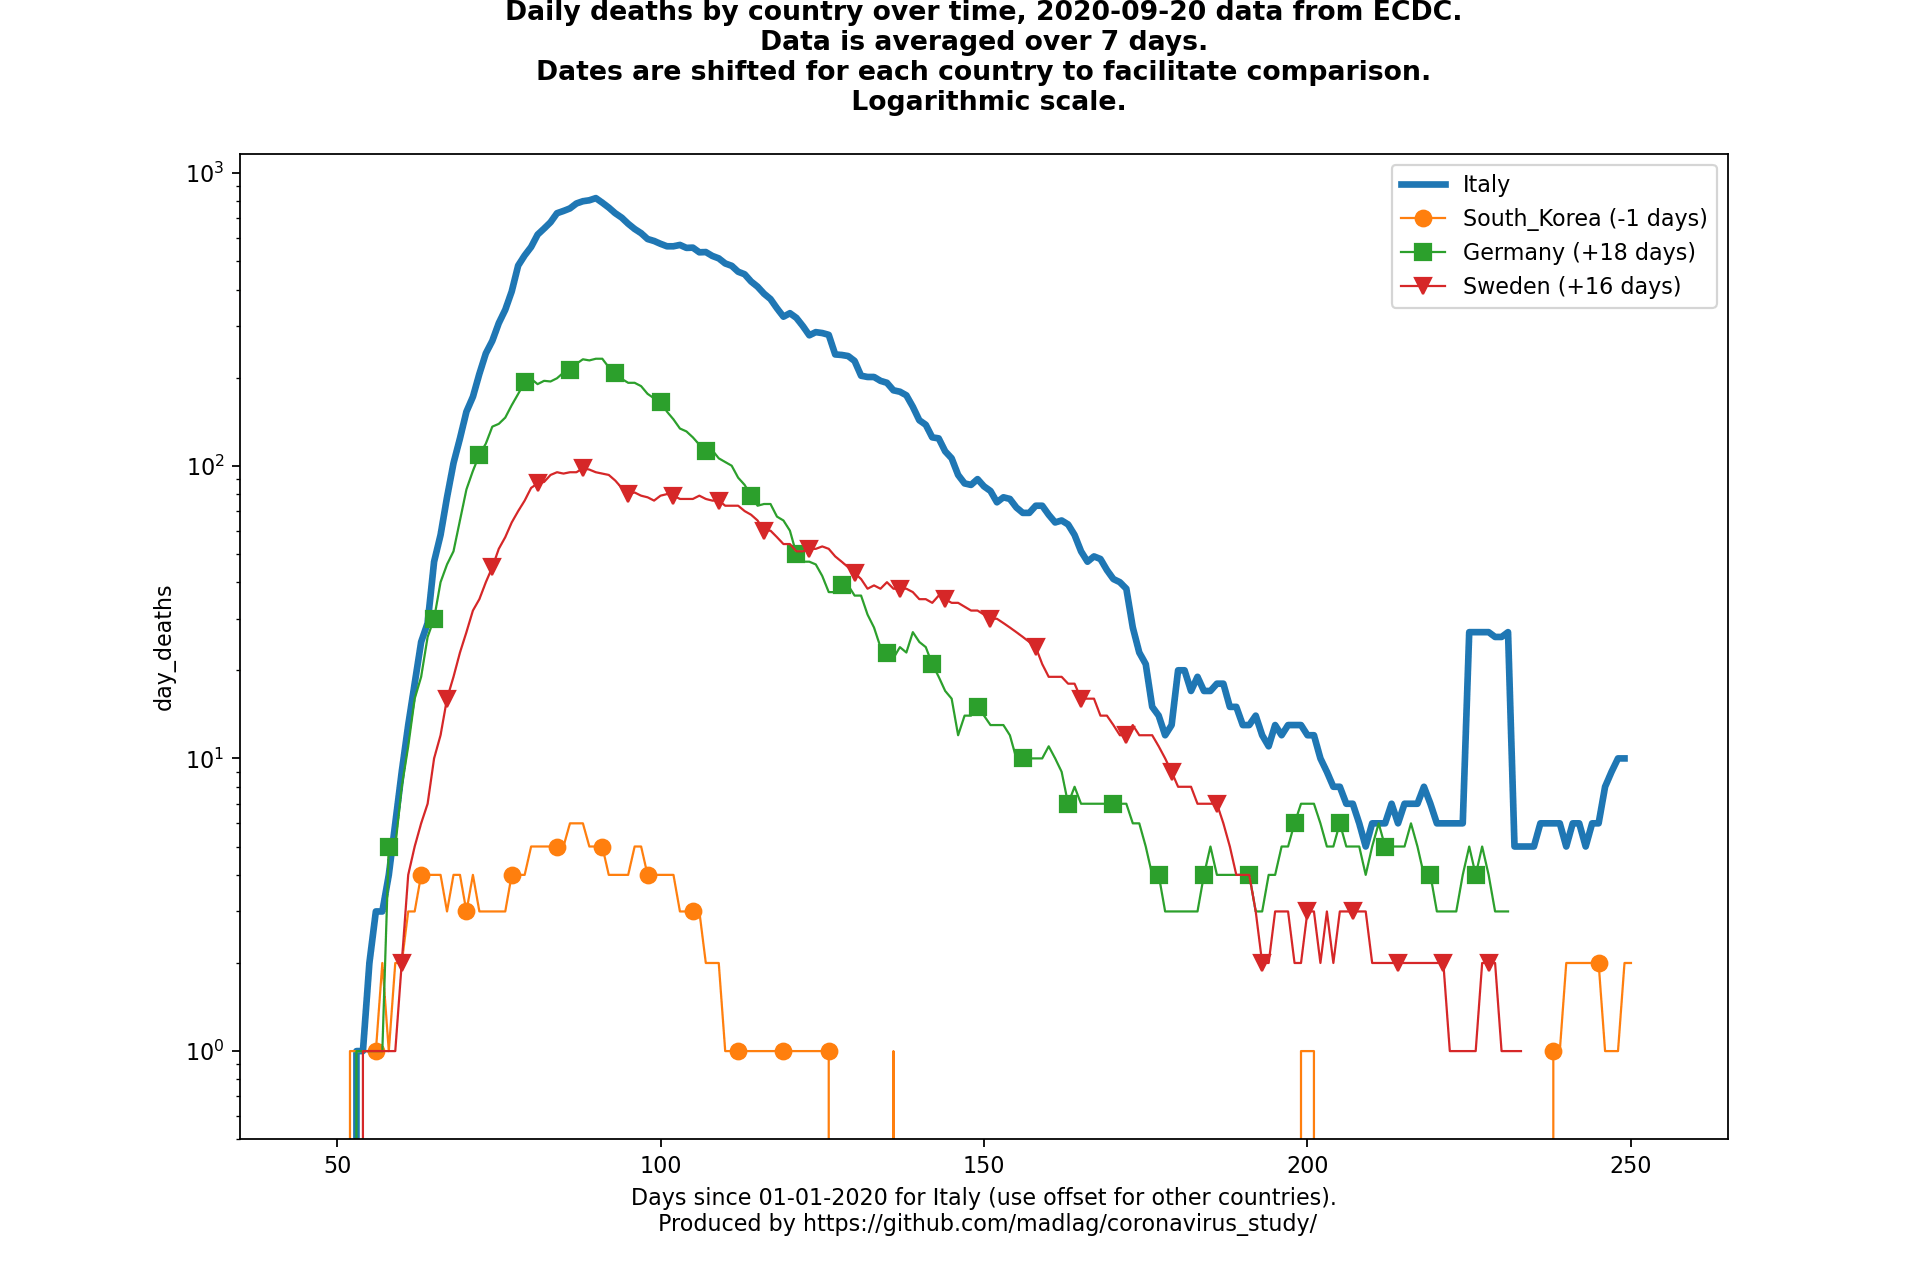 Daily deaths by country over time, 2020-09-20 data from ECDC.
Data is averaged over 7 days.
Dates are shifted for each country to facilitate comparison.
Logarithmic scale.
10³
10²
10¹
10⁰
day_deaths
Italy
South_Korea (-1 days)
Germany (+18 days)
Sweden (+16 days)
50 100 150 200 250
Days since 01-01-2020 for Italy (use offset for other countries).
Produced by https://github.com/madlag/coronavirus_study/